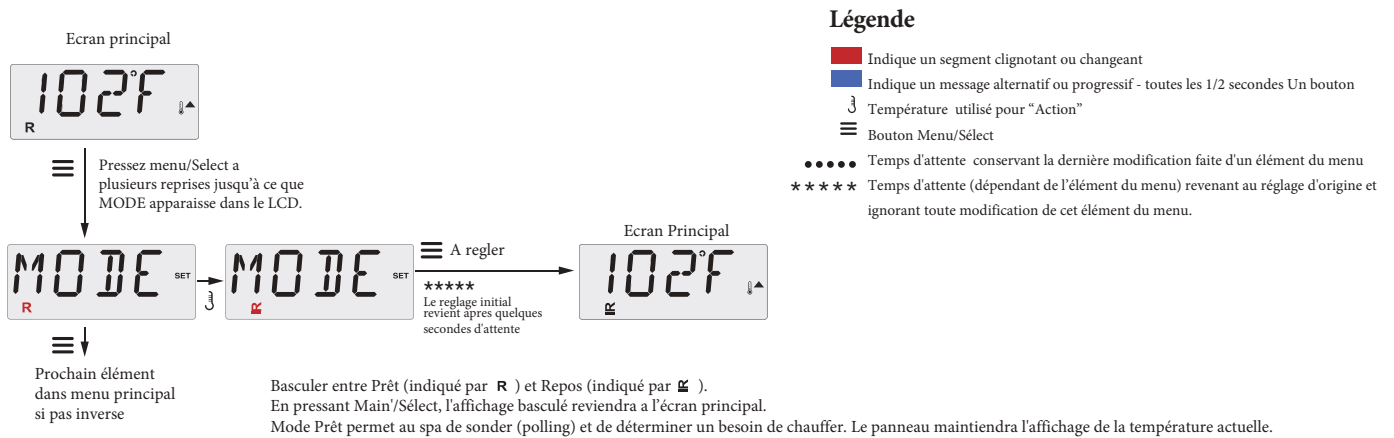 Ecran principal
102°F
R
Pressez menu/Select a
plusieurs reprises jusqu'à ce que
MODE apparaisse dans le LCD.
MODE SET
R
MODE SET
R
A regler
*****
Le reglage initial
revient apres quelques
secondes d'attente
Ecran Principal
102°F
R
Prochain élément
dans menu principal
si pas inverse
Légende
Indique un segment clignotant ou changeant
Indique un message alternatif ou progressif - toutes les 1/2 secondes Un bouton
Température utilisé pour “Action”
Bouton Menu/Sélect
••••• Temps d'attente conservant la dernière modification faite d'un élément du menu
***** Temps d'attente (dépendant de l’élément du menu) revenant au réglage d'origine et
ignorant toute modification de cet élément du menu.
Basculer entre Prêt (indiqué par R ) et Repos (indiqué par R ).
En pressant Main'/Sélect, l'affichage basculé reviendra a l’écran principal.
Mode Prêt permet au spa de sonder (polling) et de déterminer un besoin de chauffer. Le panneau maintiendra l'affichage de la température actuelle.